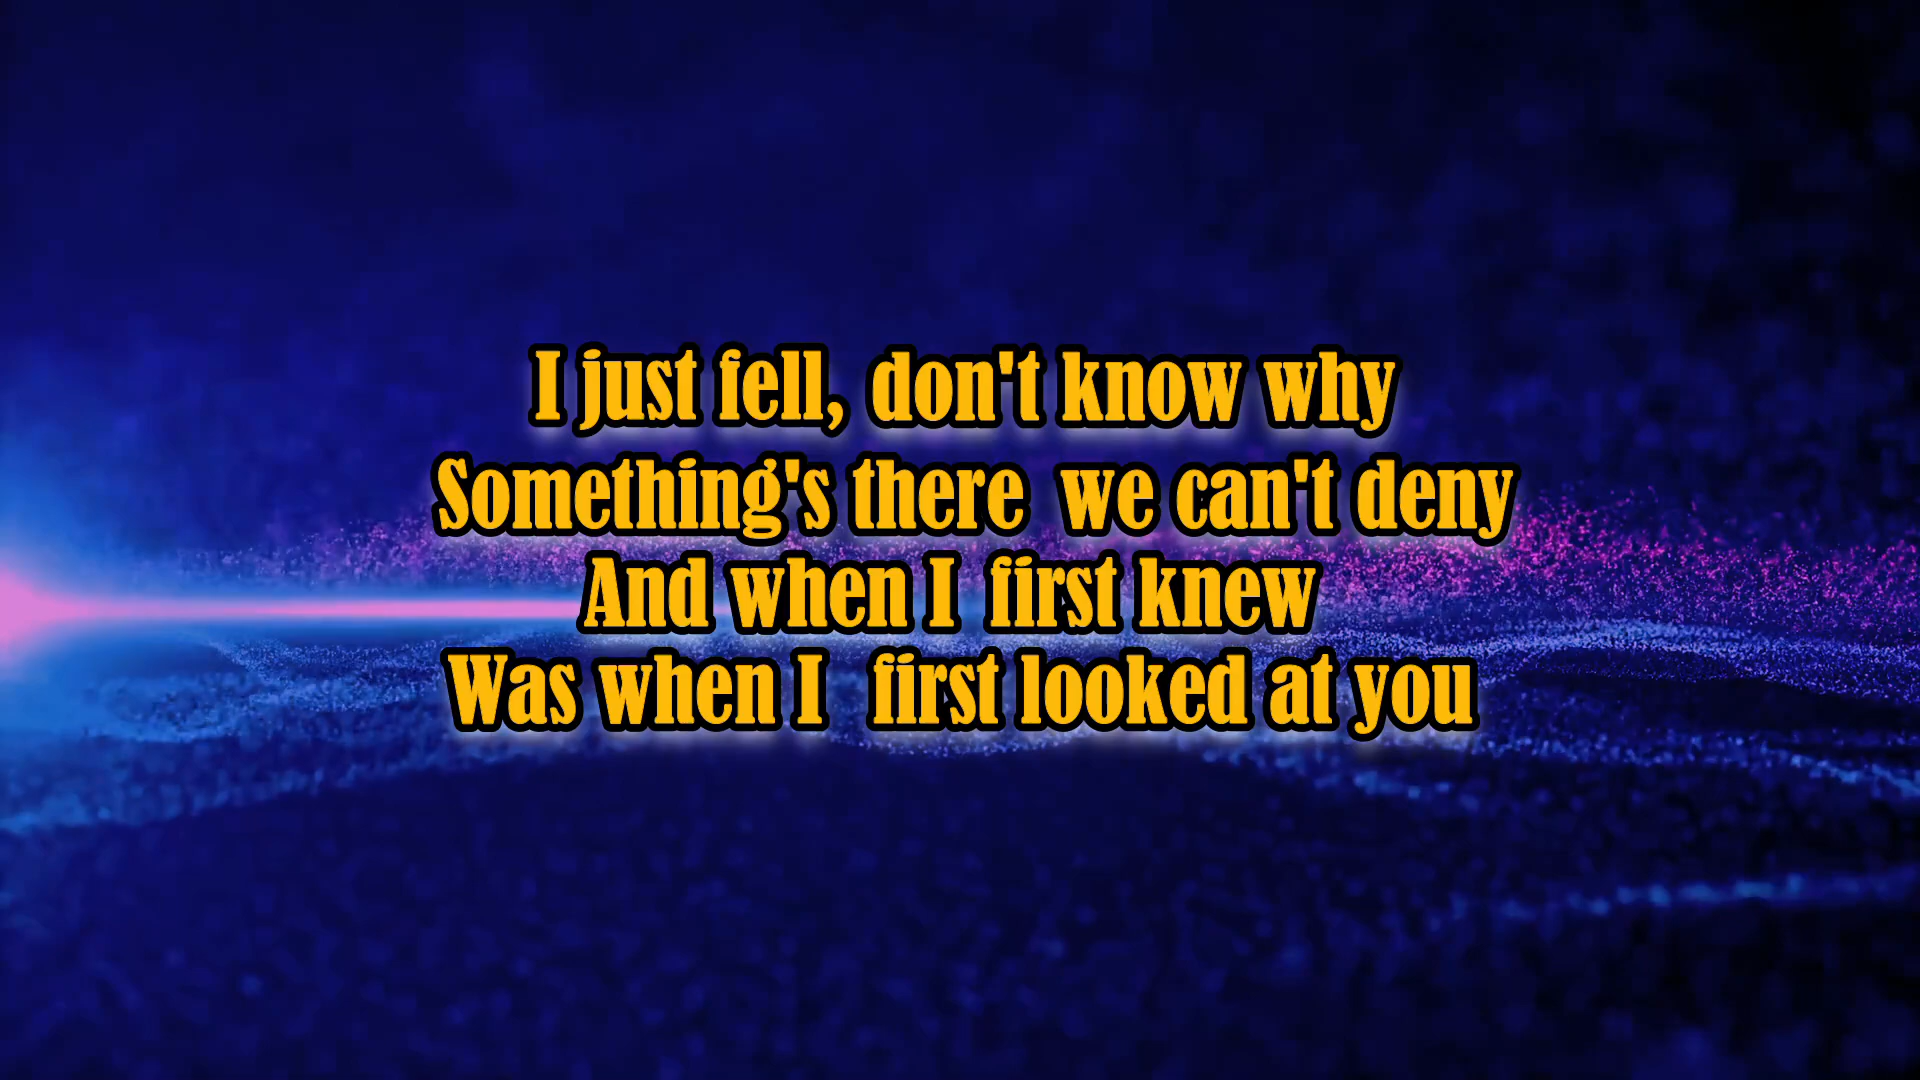 I just fell, don't know why
Something's there we can't deny
And when I first knew
Was when I first looked at you